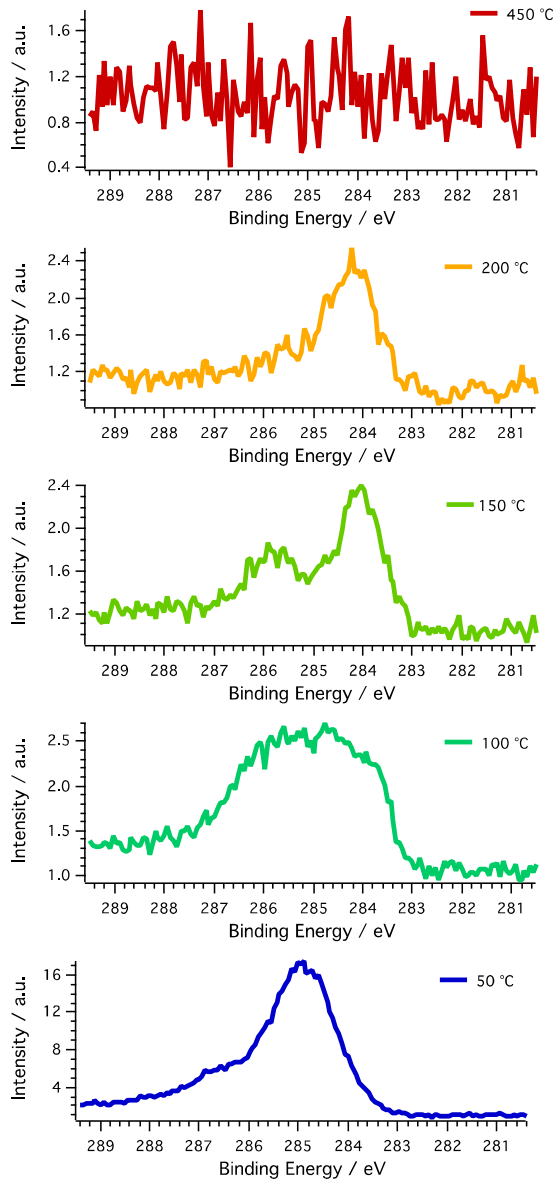 450 °C
Intensity / a.u.
1.6
1.2
0.8
0.4
289 288 287 286 285 284 283 282 281
Binding Energy / eV
200 °C
Intensity / a.u.
2.4
2.0
1.6
1.2
289 288 287 286 285 284 283 282 281
Binding Energy / eV
150 °C
Intensity / a.u.
2.4
2.0
1.6
1.2
289 288 287 286 285 284 283 282 281
Binding Energy / eV
100 °C
Intensity / a.u.
2.5
2.0
1.5
1.0
289 288 287 286 285 284 283 282 281
Binding Energy / eV
50 °C
Intensity / a.u.
16
12
8
4
289 288 287 286 285 284 283 282 281
Binding Energy / eV